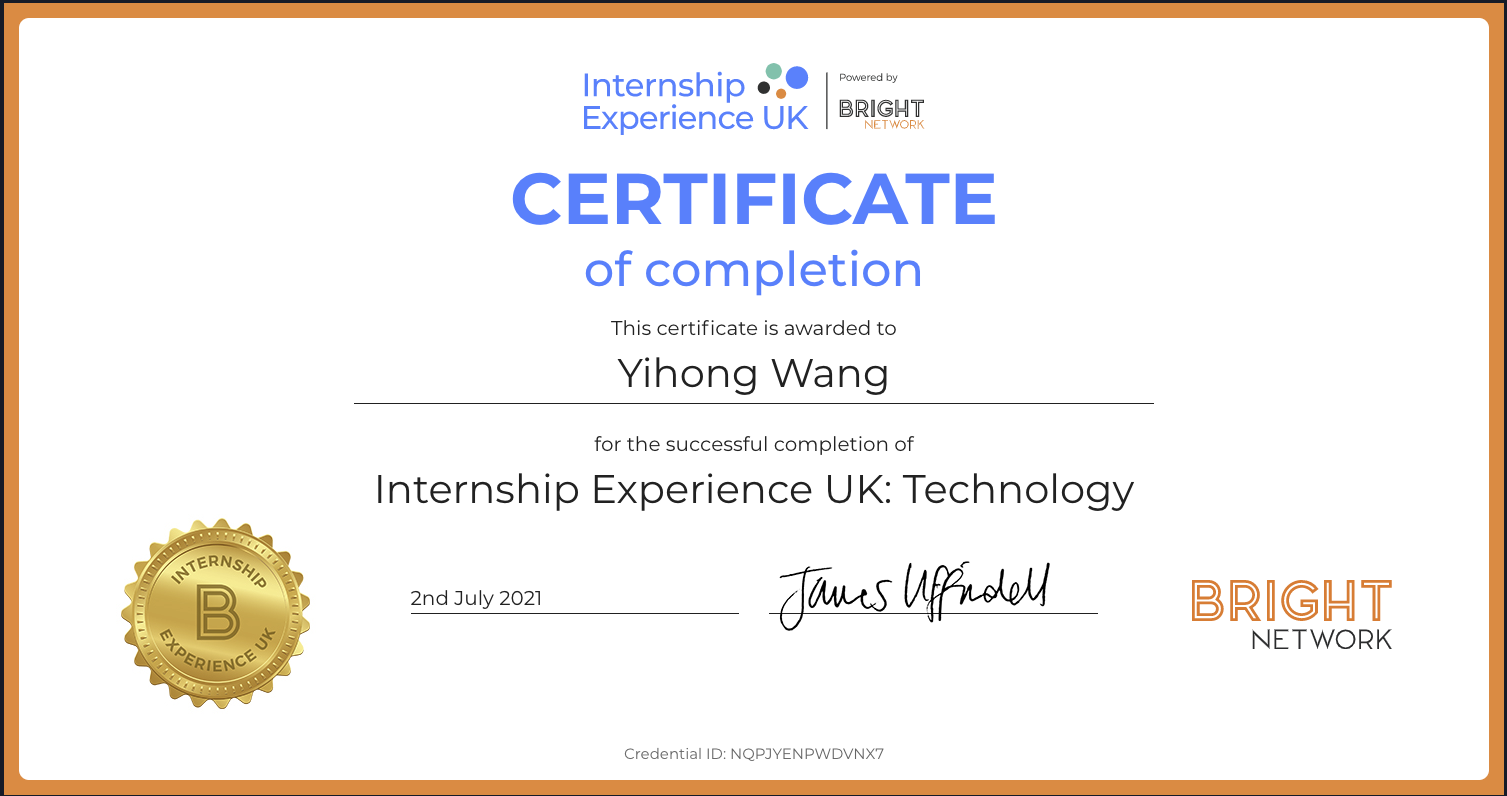 Internship
Experience UK
Powered by
BRIGHT
NETWORK
CERTIFICATE
of completion
This certificate is awarded to
Yihong Wang
for the successful completion of
Internship Experience UK: Technology
INTERNSHIP
B
EXPERIENCE UK
2nd July 2021
James Uffindell
BRIGHT
NETWORK
Credential ID: NQPJYENPWDVNX7